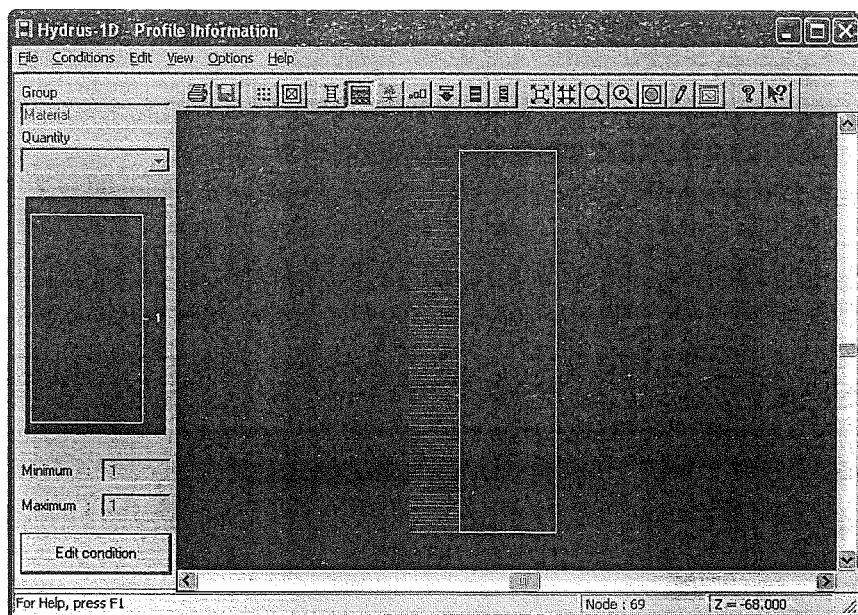 Hydrus-1D - Profile Information
File Conditions Edit View Options Help
Group
Material
Quantity
1
Minimum : 1
Maximum : 1
Edit condition
For Help, press F1
Node : 69
Z = -68.000